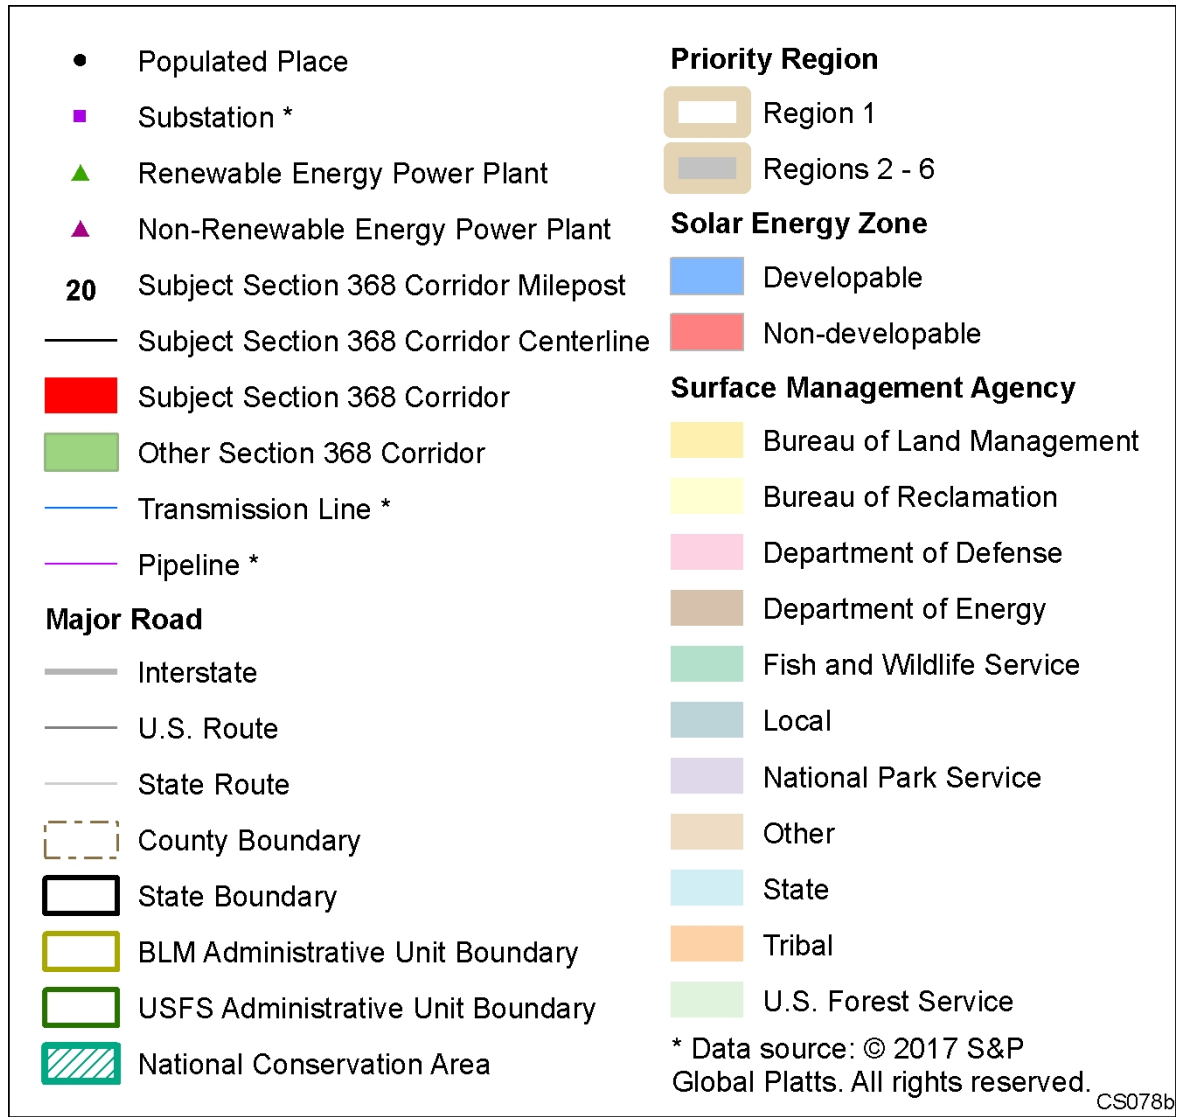 Populated Place
Substation *
Renewable Energy Power Plant
Non-Renewable Energy Power Plant
20 Subject Section 368 Corridor Milepost
Subject Section 368 Corridor Centerline
Subject Section 368 Corridor
Other Section 368 Corridor
Transmission Line *
Pipeline *
Major Road
Interstate
U.S. Route
State Route
County Boundary
State Boundary
BLM Administrative Unit Boundary
USFS Administrative Unit Boundary
National Conservation Area
Priority Region
Region 1
Regions 2 - 6
Solar Energy Zone
Developable
Non-developable
Surface Management Agency
Bureau of Land Management
Bureau of Reclamation
Department of Defense
Department of Energy
Fish and Wildlife Service
Local
National Park Service
Other
State
Tribal
U.S. Forest Service
* Data source: © 2017 S&P
Global Platts. All rights reserved.
CS078b